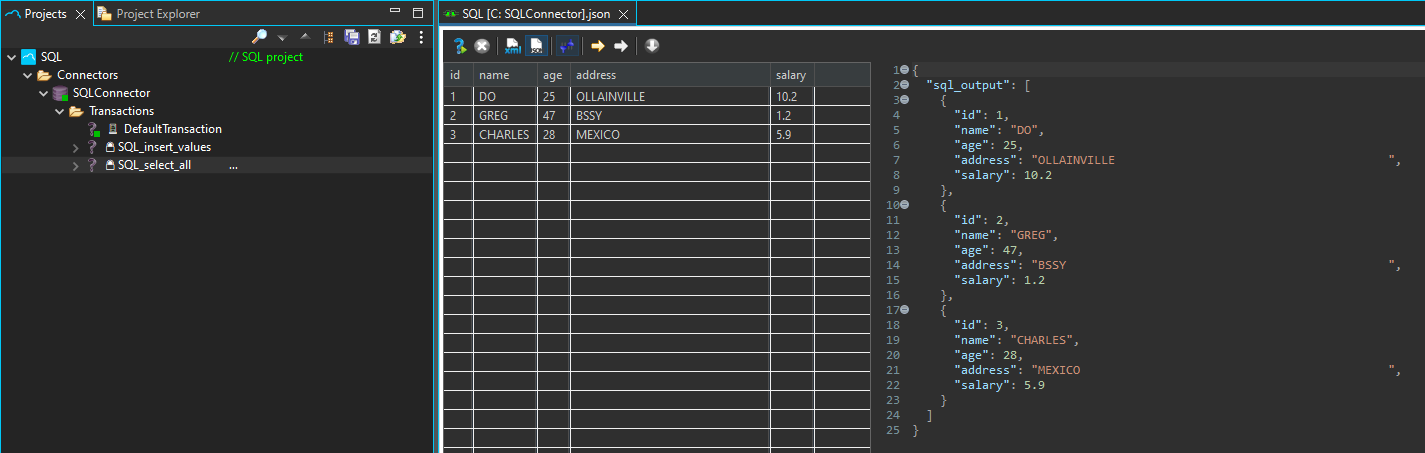 Projects Project Explorer
SQL // SQL project
Connectors
SQLConnector
Transactions
DefaultTransaction
SQL_insert_values
SQL_select_all ...
SQL [C: SQLConnector].json
xml JSON
id name age address salary
1 DO 25 OLLAINVILLE 10.2
2 GREG 47 BSSY 1.2
3 CHARLES 28 MEXICO 5.9
1 {
2 "sql_output": [
3 {
4 "id": 1,
5 "name": "DO",
6 "age": 25,
7 "address": "OLLAINVILLE                                       ",
8 "salary": 10.2
9 },
10 {
11 "id": 2,
12 "name": "GREG",
13 "age": 47,
14 "address": "BSSY                                              ",
15 "salary": 1.2
16 },
17 {
18 "id": 3,
19 "name": "CHARLES",
20 "age": 28,
21 "address": "MEXICO                                            ",
22 "salary": 5.9
23 }
24 ]
25 }